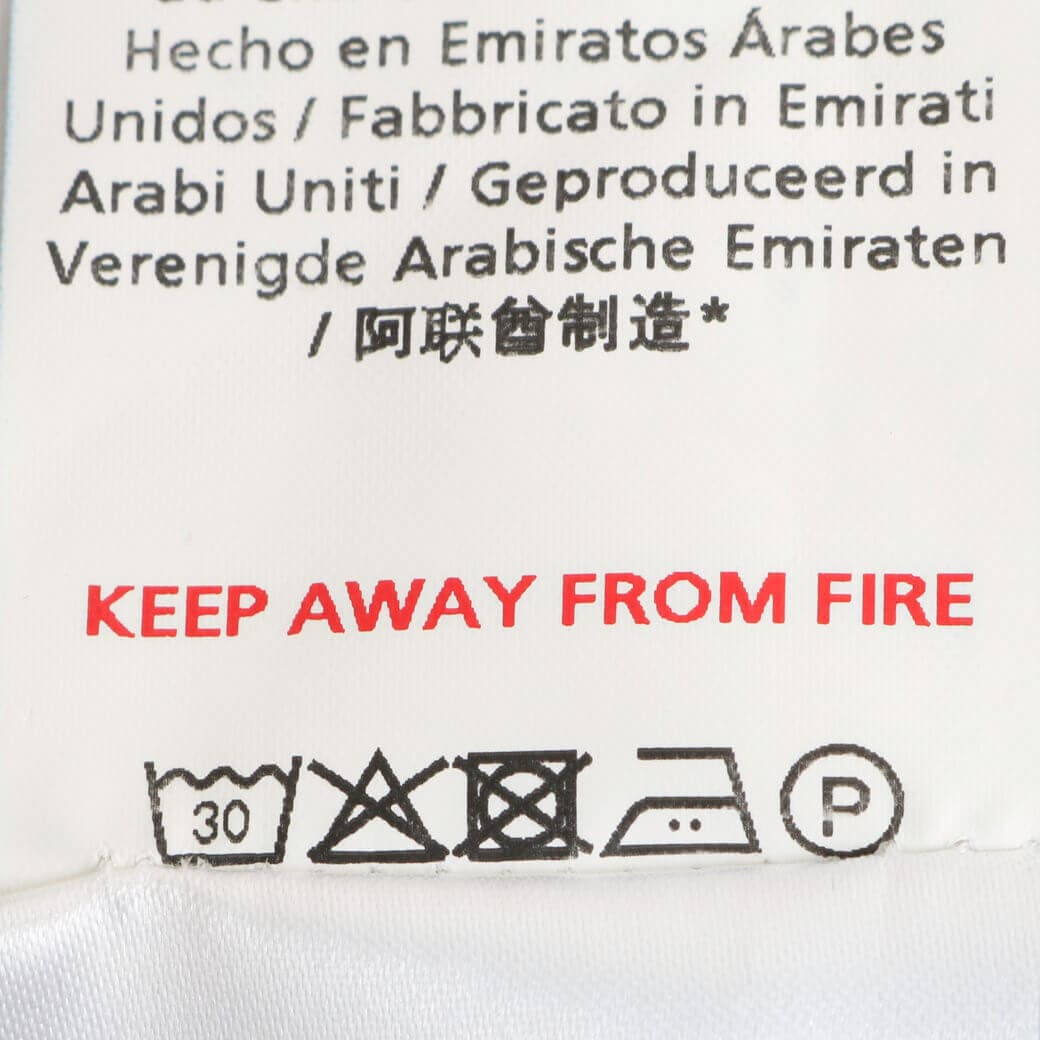 Hecho en Emiratos Árabes
Unidos / Fabbricato in Emirati
Arabi Uniti / Geproduceerd in
Verenigde Arabische Emiraten
/ 阿联酋制造*
KEEP AWAY FROM FIRE
30 P